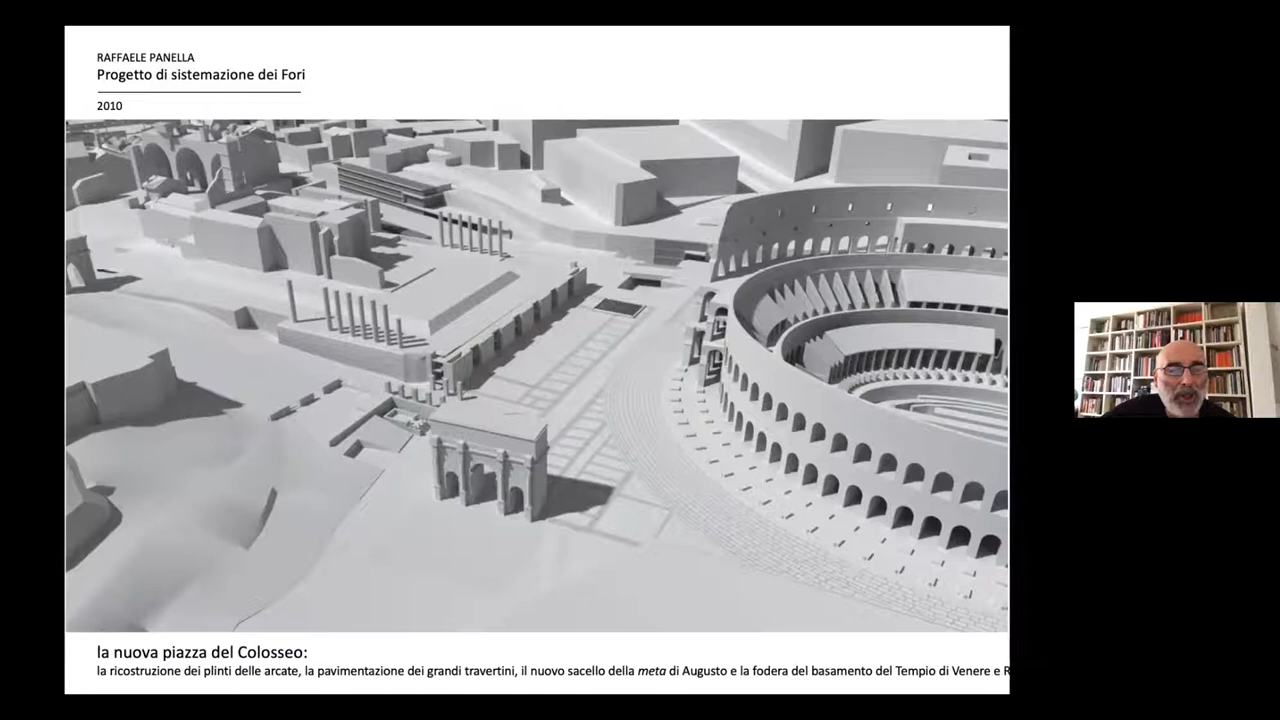 RAFFAELE PANELLA
Progetto di sistemazione dei Fori
2010
la nuova piazza del Colosseo:
la ricostruzione dei plinti delle arcate, la pavimentazione dei grandi travertini, il nuovo sacello della meta di Augusto e la fodera del basamento del Tempio di Venere e R